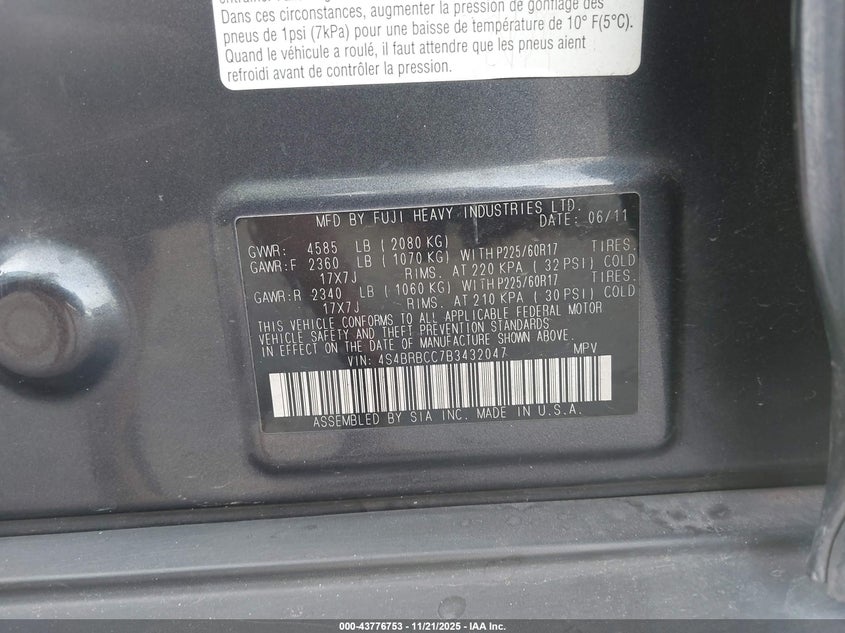 Dans ces circonstances, augmenter la pression de gonflage des
pneus de 1psi (7kPa) pour une baisse de température de 10° F(5°C).
Quand le véhicule a roulé, il faut attendre que les pneus aient
refroidi avant de contrôler la pression.
MFD BY FUJI HEAVY INDUSTRIES LTD.
DATE: 06/11
GVWR: 4585 LB ( 2080 KG)
GAWR:F 2360 LB ( 1070 KG) WITH P225/60R17 TIRES.
17X7J RIMS. AT 220 KPA ( 32 PSI) COLD
GAWR:R 2340 LB ( 1060 KG) WITH P225/60R17 TIRES.
17X7J RIMS. AT 210 KPA ( 30 PSI) COLD
THIS VEHICLE CONFORMS TO ALL APPLICABLE FEDERAL MOTOR
VEHICLE SAFETY AND THEFT PREVENTION STANDARDS
IN EFFECT ON THE DATE OF MANUFACTURE SHOWN ABOVE.
VIN: 4S4BRBCC7B3432047 MPV
ASSEMBLED BY SIA INC. MADE IN U.S.A.
000-43776753 - 11/21/2025 - IAA Inc.